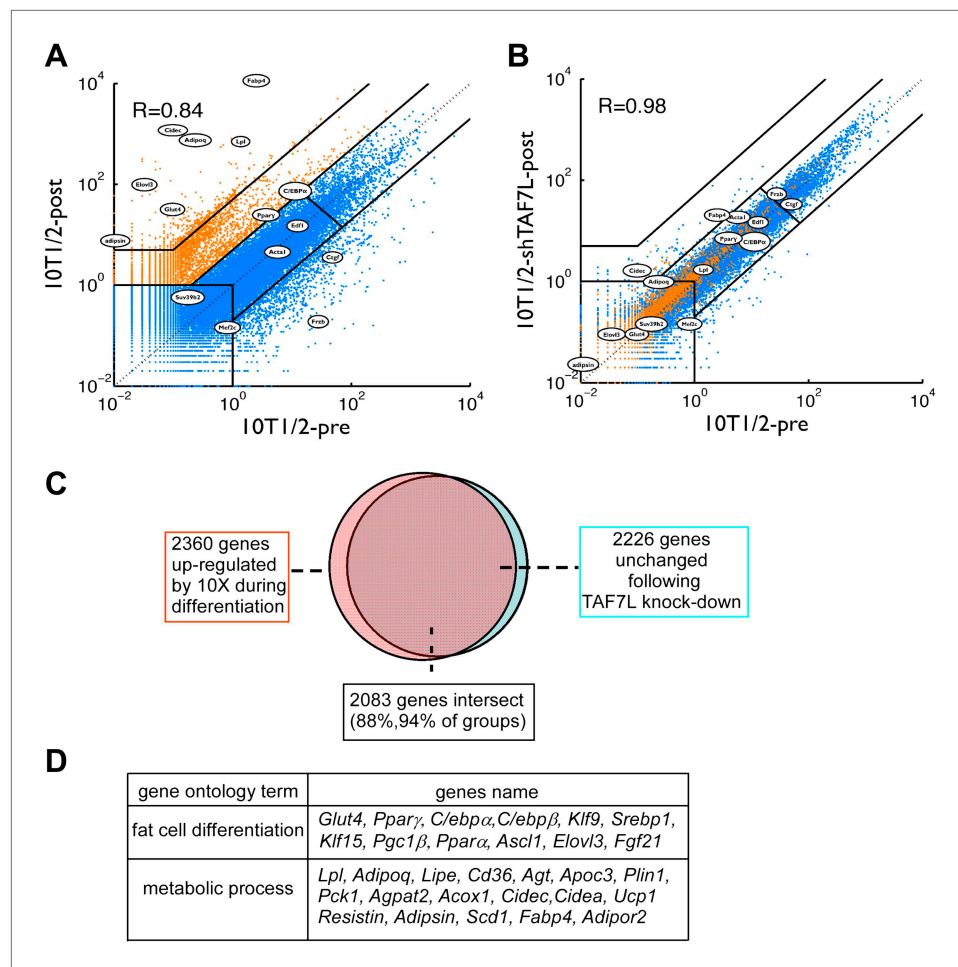 A
B
10^4
R=0.84
Fabp4
Cidec
Adipoq
Lpl
Elovl3
Glut4
C/EBPα
Pparγ
Edf1
adipsin
Acta1
Ctgf
Suv39h2
Mef2c
Frzb
10^2
10^0
10^-2
10^-2
10^0
10^2
10^4
10T1/2-post
10T1/2-pre
10^4
R=0.98
Frzb
Ctgf
Fabp4
Acta1
Edf1
Pparγ
C/EBPα
Cidec
Lpl
Adipoq
Suv39h2
Mef2c
Elovl3
Glut4
adipsin
10^2
10^0
10^-2
10^-2
10^0
10^2
10^4
10T1/2-shTAF7L-post
10T1/2-pre
C
2360 genes
up-regulated
by 10X during
differentiation
2226 genes
unchanged
following
TAF7L knock-down
2083 genes intersect
(88%,94% of groups)
D
gene ontology term
genes name
fat cell differentiation
Glut4, Pparγ, C/ebpα,C/ebpβ, Klf9, Srebp1,
Klf15, Pgc1β, Pparα, Ascl1, Elovl3, Fgf21
metabolic process
Lpl, Adipoq, Lipe, Cd36, Agt, Apoc3, Plin1,
Pck1, Agpat2, Acox1, Cidec,Cidea, Ucp1
Resistin, Adipsin, Scd1, Fabp4, Adipor2